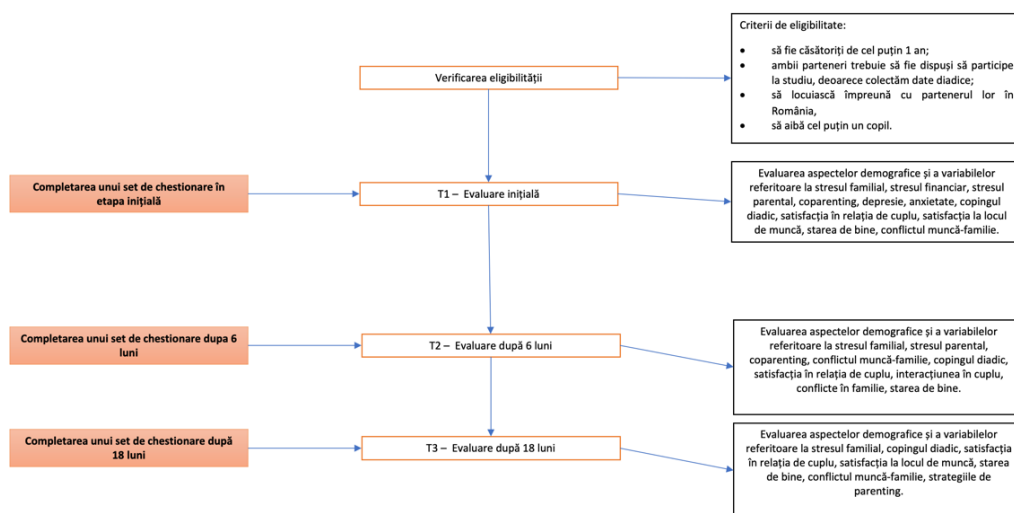 Criterii de eligibilitate:
• să fie căsătoriți de cel puțin 1 an;
• ambii parteneri trebuie să fie dispuși să participe
la studiu, deoarece colectăm date diadice;
• să locuiască împreună cu partenerul lor în
România,
• să aibă cel puțin un copil.
Verificarea eligibilității
Completarea unui set de chestionare în
etapa inițială
T1 – Evaluare inițială
Evaluarea aspectelor demografice și a variabilelor
referitoare la stresul familial, stresul financiar, stresul
parental, coparenting, depresie, anxietate, copingul
diadic, satisfacția în relația de cuplu, satisfacția la locul
de muncă, starea de bine, conflictul muncă-familie.
Completarea unui set de chestionare dupa 6
luni
T2 – Evaluare după 6 luni
Evaluarea aspectelor demografice și a variabilelor
referitoare la stresul familial, stresul parental,
coparenting, conflictul muncă-familie, copingul diadic,
satisfacția în relația de cuplu, interacțiunea în cuplu,
conflicte în familie, starea de bine.
Completarea unui set de chestionare după
18 luni
T3 – Evaluare după 18 luni
Evaluarea aspectelor demografice și a variabilelor
referitoare la stresul familial, copingul diadic, satisfacția
în relația de cuplu, satisfacția la locul de muncă, starea
de bine, conflictul muncă-familie, strategiile de
parenting.